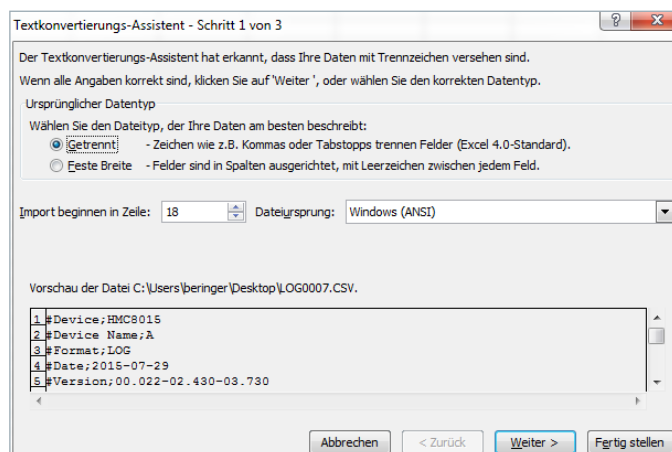 Textkonvertierungs-Assistent - Schritt 1 von 3
Der Textkonvertierungs-Assistent hat erkannt, dass Ihre Daten mit Trennzeichen versehen sind.
Wenn alle Angaben korrekt sind, klicken Sie auf 'Weiter ', oder wählen Sie den korrekten Datentyp.
Ursprünglicher Datentyp
Wählen Sie den Dateityp, der Ihre Daten am besten beschreibt:
Getrennt - Zeichen wie z.B. Kommas oder Tabstopps trennen Felder (Excel 4.0-Standard).
Feste Breite - Felder sind in Spalten ausgerichtet, mit Leerzeichen zwischen jedem Feld.
Import beginnen in Zeile: 18 Dateiursprung: Windows (ANSI)
Vorschau der Datei C:\Users\beringer\Desktop\LOG0007.CSV.
1 #Device;HMC8015
2 #Device Name;A
3 #Format;LOG
4 #Date;2015-07-29
5 #Version;00.022-02.430-03.730
Abbrechen < Zurück Weiter > Fertig stellen